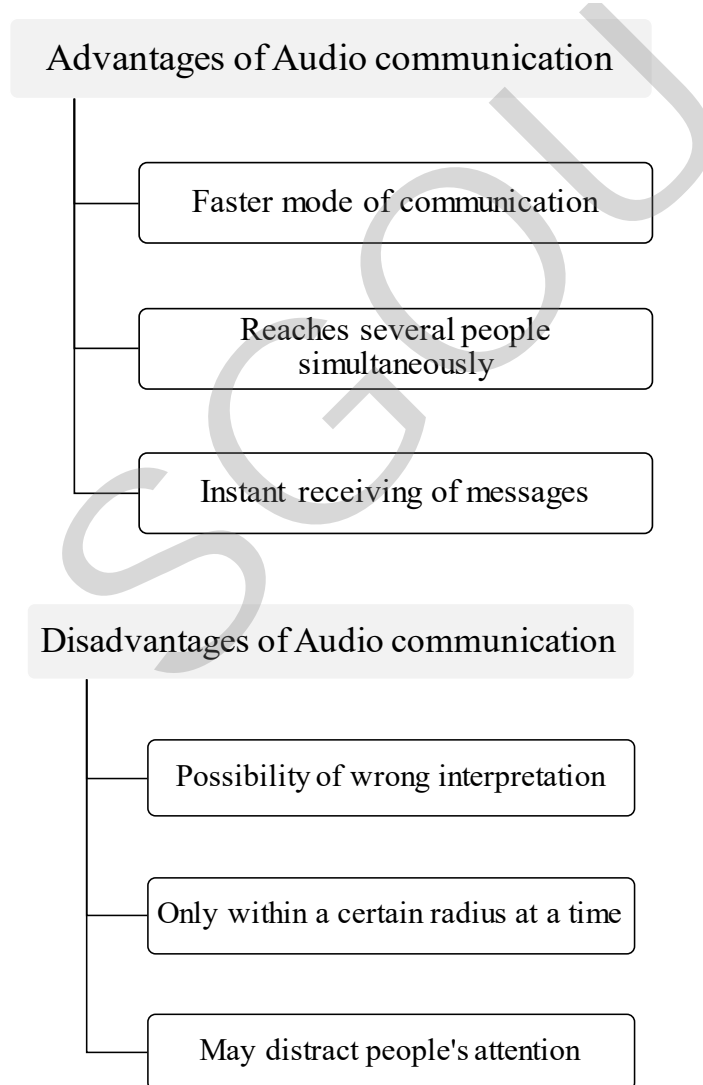 Advantages of Audio communication
Faster mode of communication
Reaches several people
simultaneously
Instant receiving of messages
Disadvantages of Audio communication
Possibility of wrong interpretation
Only within a certain radius at a time
May distract people's attention
SGOU